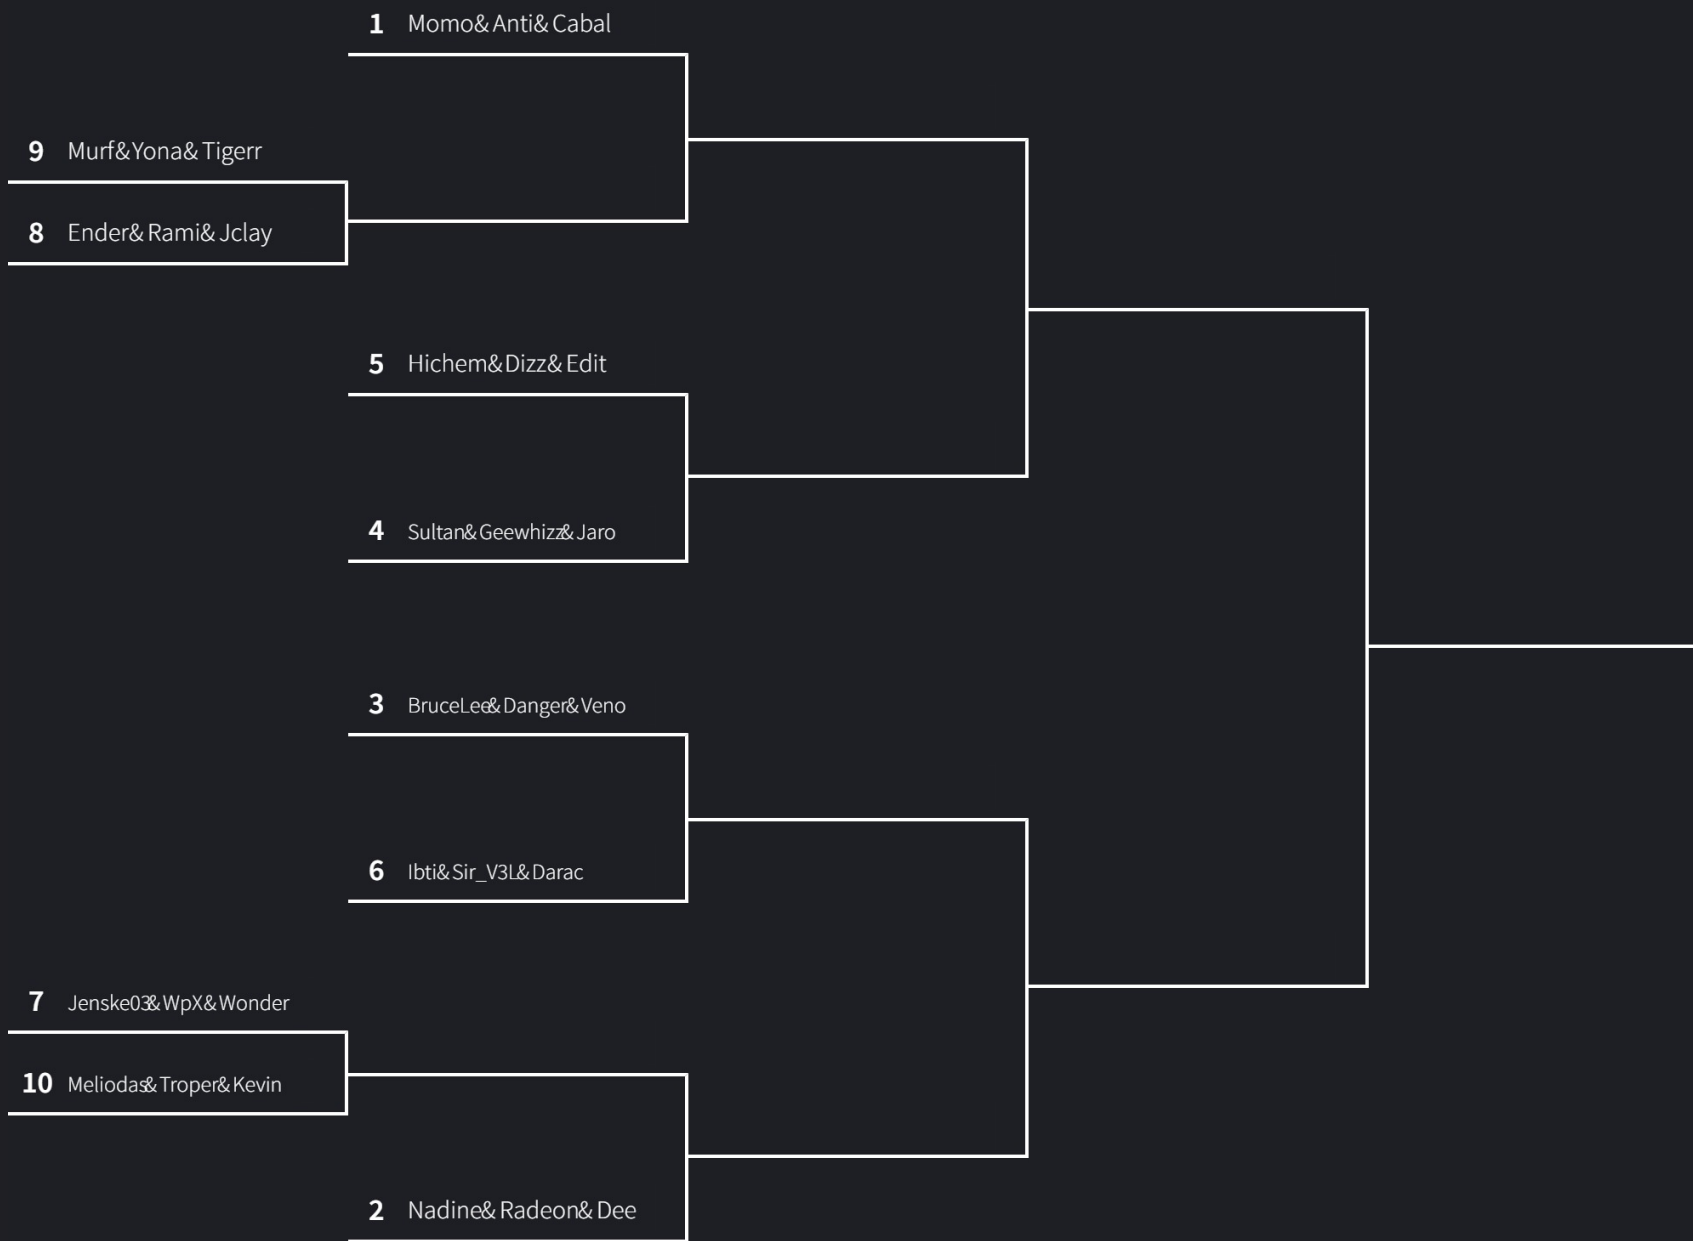 1 Momo& Anti& Cabal
9 Murf& Yona& Tigerr
8 Ender& Rami& Jclay
5 Hichem& Dizz& Edit
4 Sultan& Geewhizz& Jaro
3 BruceLee& Danger& Veno
6 Ibti& Sir_V3L& Darac
7 Jenske03& WpX& Wonder
10 Meliodas& Troper& Kevin
2 Nadine& Radeon& Dee